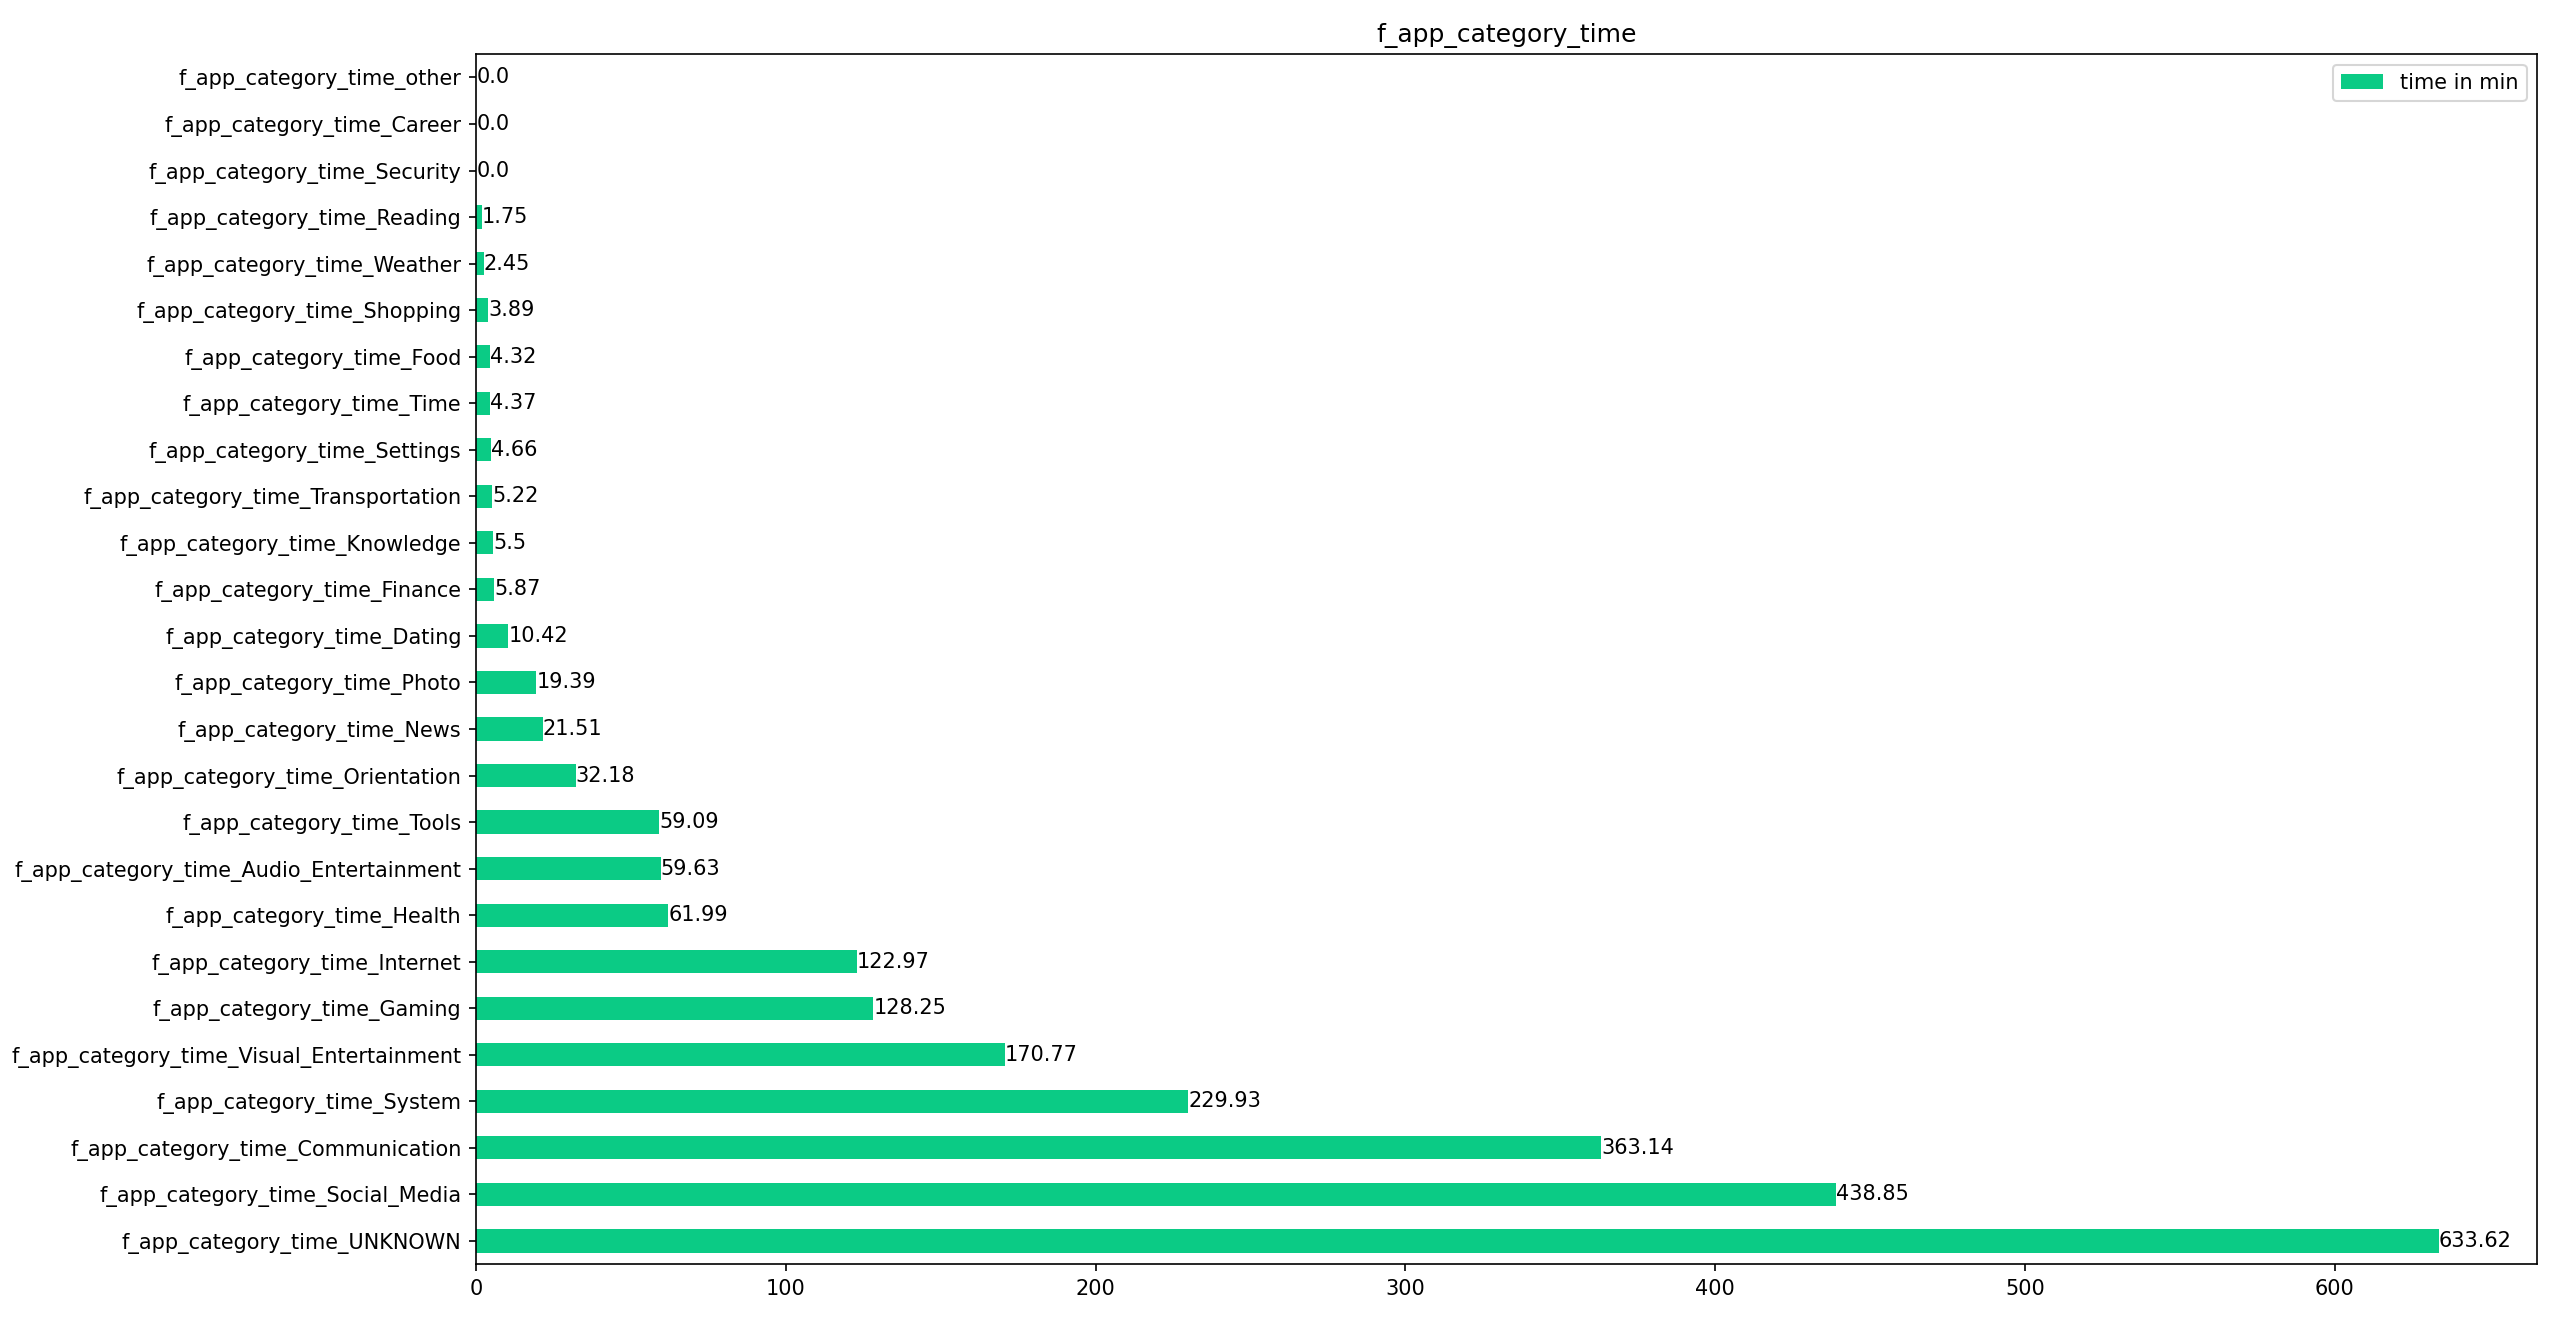 f_app_category_time
time in min
f_app_category_time_other 0.0
f_app_category_time_Career 0.0
f_app_category_time_Security 0.0
f_app_category_time_Reading 1.75
f_app_category_time_Weather 2.45
f_app_category_time_Shopping 3.89
f_app_category_time_Food 4.32
f_app_category_time_Time 4.37
f_app_category_time_Settings 4.66
f_app_category_time_Transportation 5.22
f_app_category_time_Knowledge 5.5
f_app_category_time_Finance 5.87
f_app_category_time_Dating 10.42
f_app_category_time_Photo 19.39
f_app_category_time_News 21.51
f_app_category_time_Orientation 32.18
f_app_category_time_Tools 59.09
f_app_category_time_Audio_Entertainment 59.63
f_app_category_time_Health 61.99
f_app_category_time_Internet 122.97
f_app_category_time_Gaming 128.25
f_app_category_time_Visual_Entertainment 170.77
f_app_category_time_System 229.93
f_app_category_time_Communication 363.14
f_app_category_time_Social_Media 438.85
f_app_category_time_UNKNOWN 633.62
0 100 200 300 400 500 600